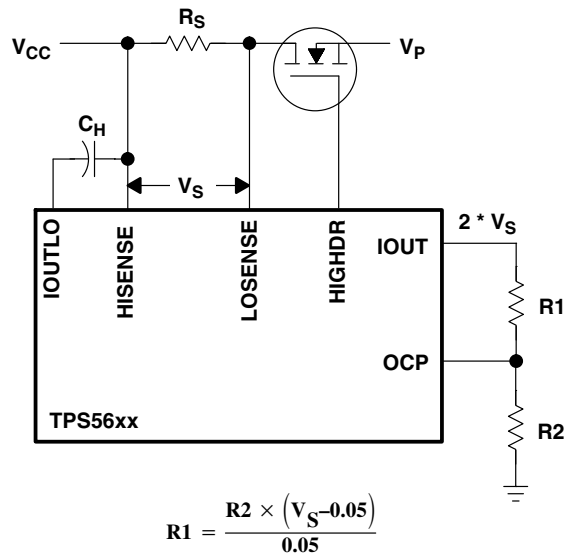 R_S
V_CC
V_P
C_H
V_S
2 * V_S
IOUTLO
HISENSE
LOSENSE
HIGHDR
IOUT
R1
OCP
TPS56xx
R2
R1 = R2 × (V_S–0.05) / 0.05